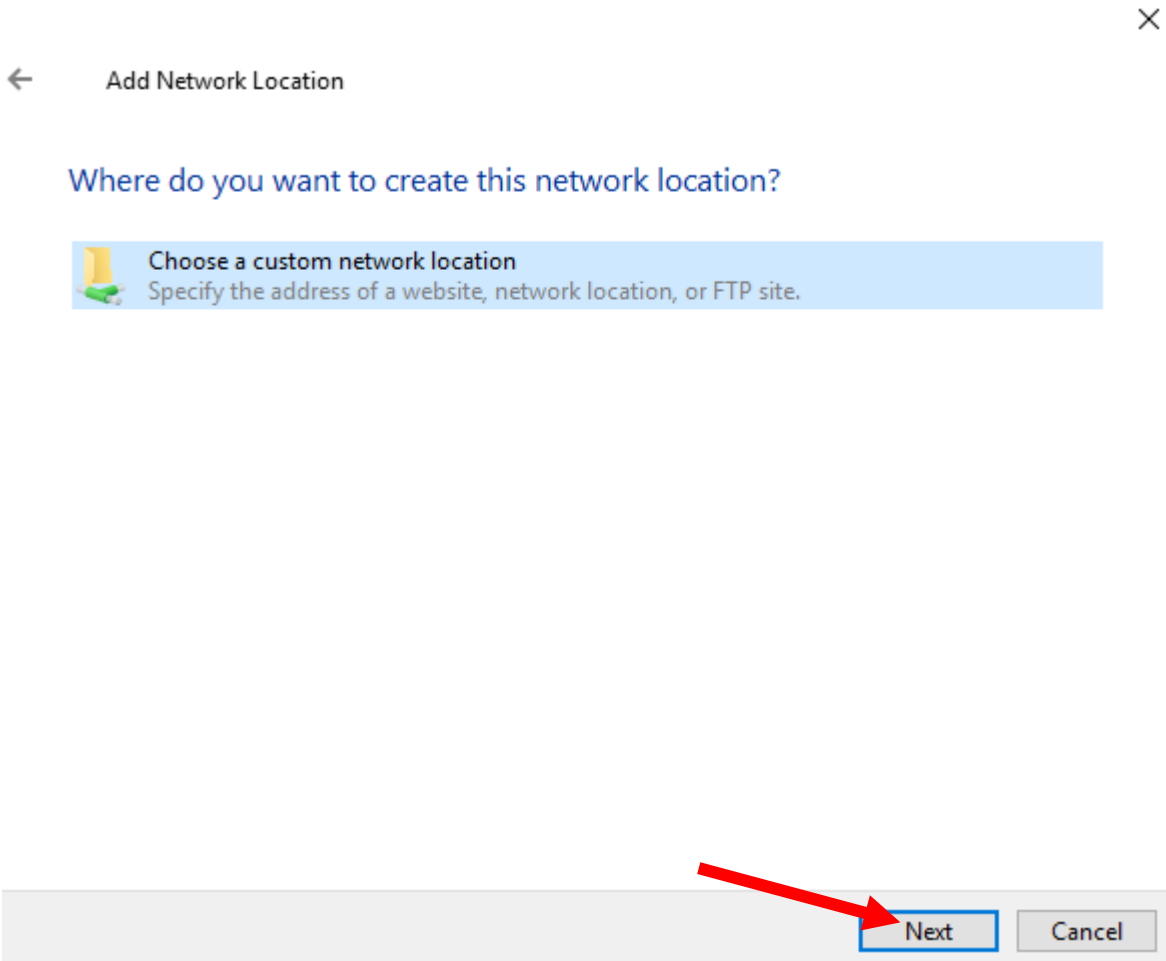 Add Network Location
Where do you want to create this network location?
Choose a custom network location
Specify the address of a website, network location, or FTP site.
Next
Cancel